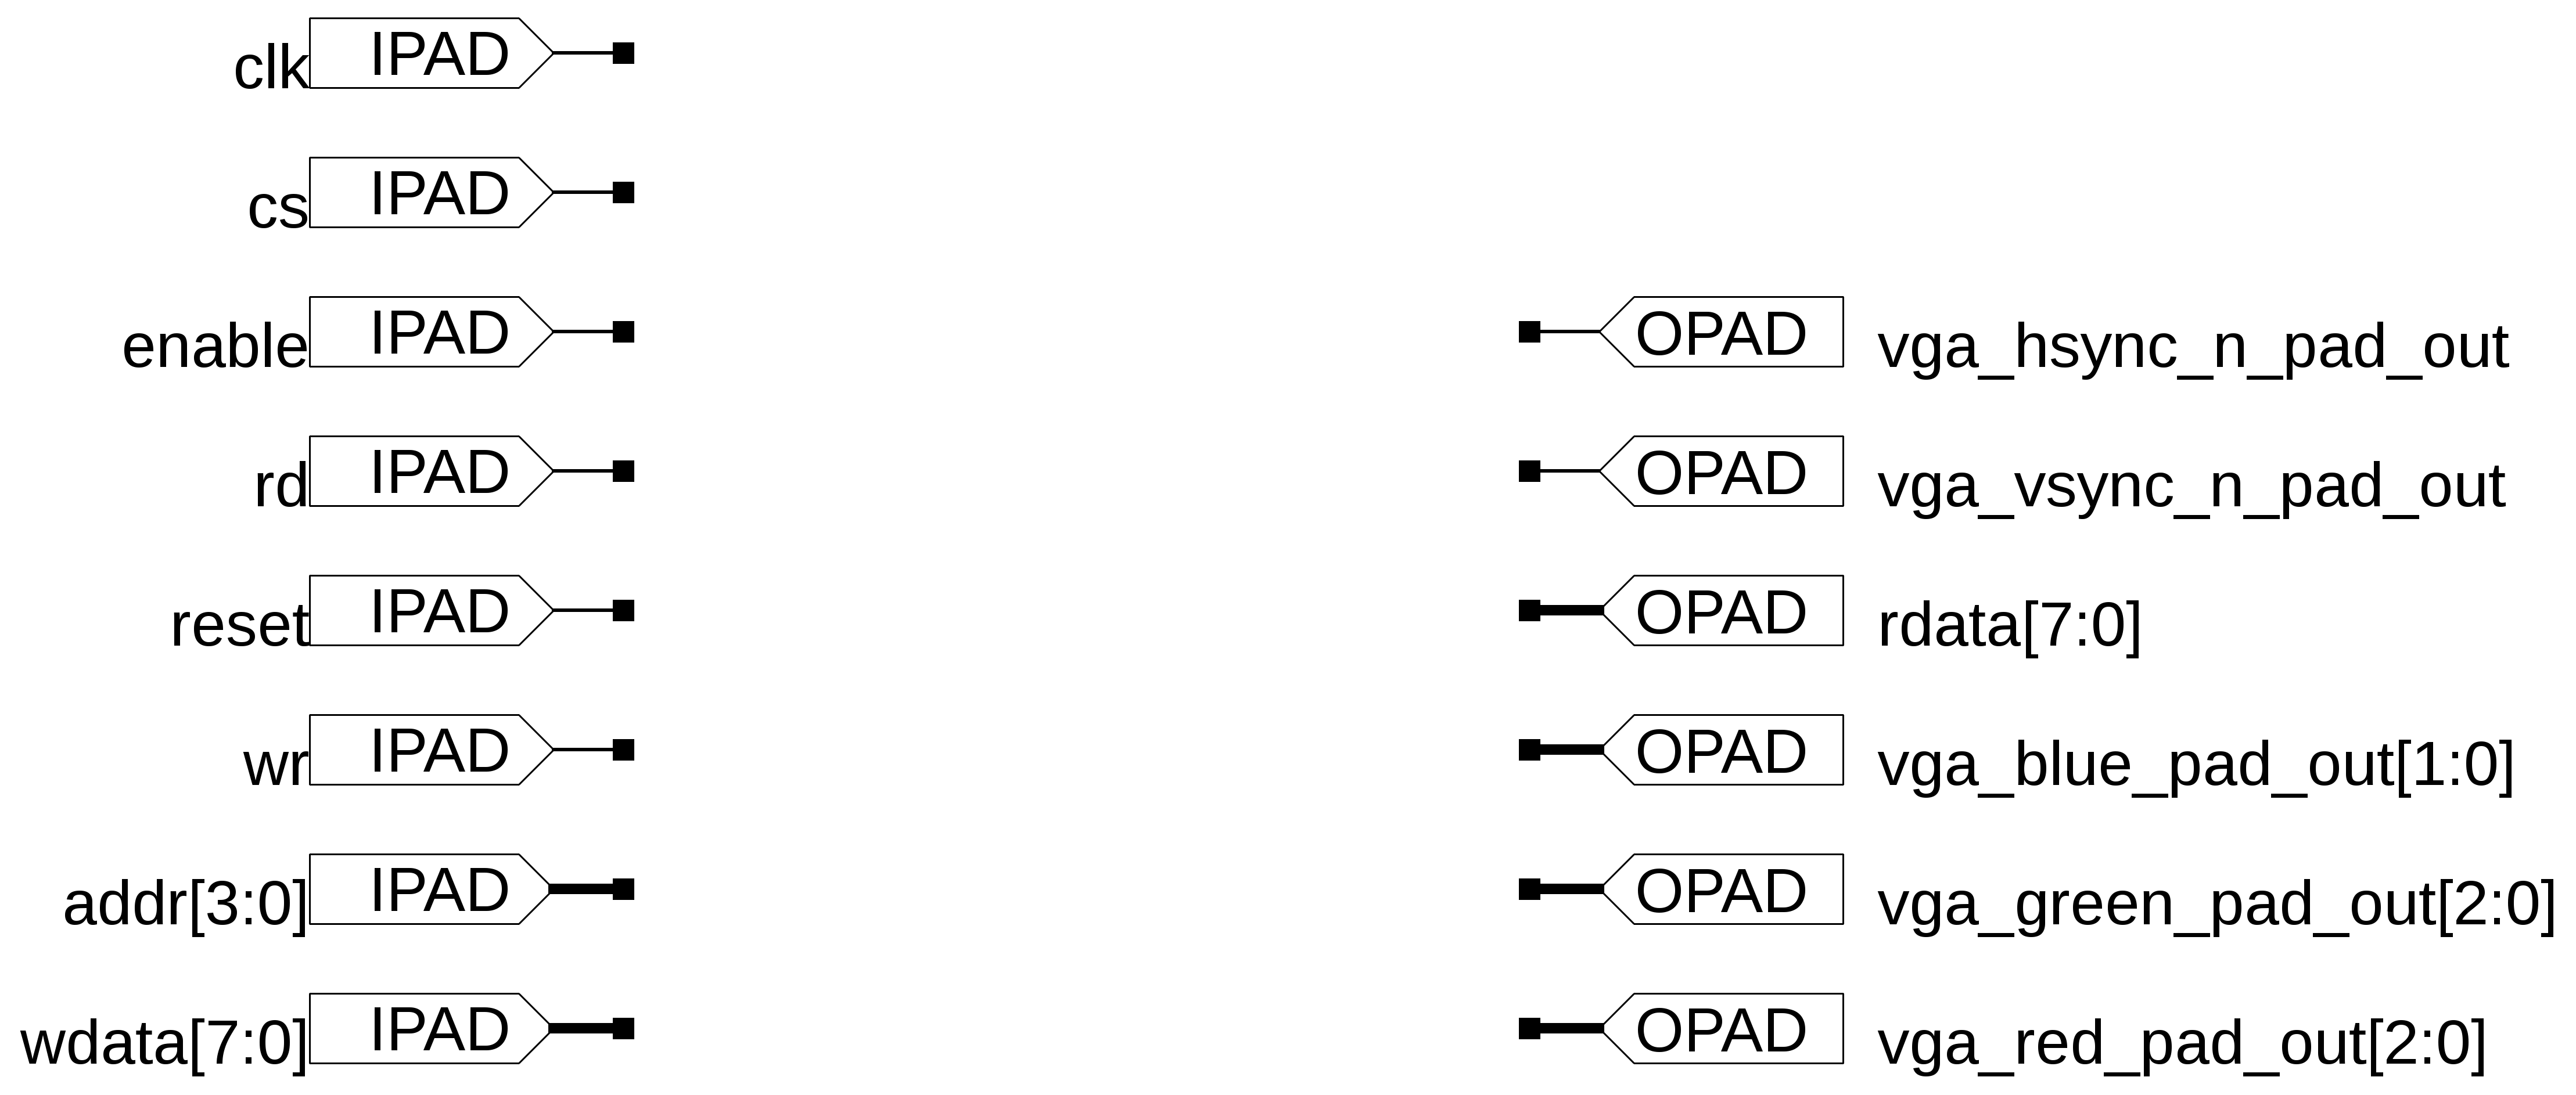 clk IPAD
cs IPAD
enable IPAD OPAD vga_hsync_n_pad_out
rd IPAD OPAD vga_vsync_n_pad_out
reset IPAD OPAD rdata[7:0]
wr IPAD OPAD vga_blue_pad_out[1:0]
addr[3:0] IPAD OPAD vga_green_pad_out[2:0]
wdata[7:0] IPAD OPAD vga_red_pad_out[2:0]